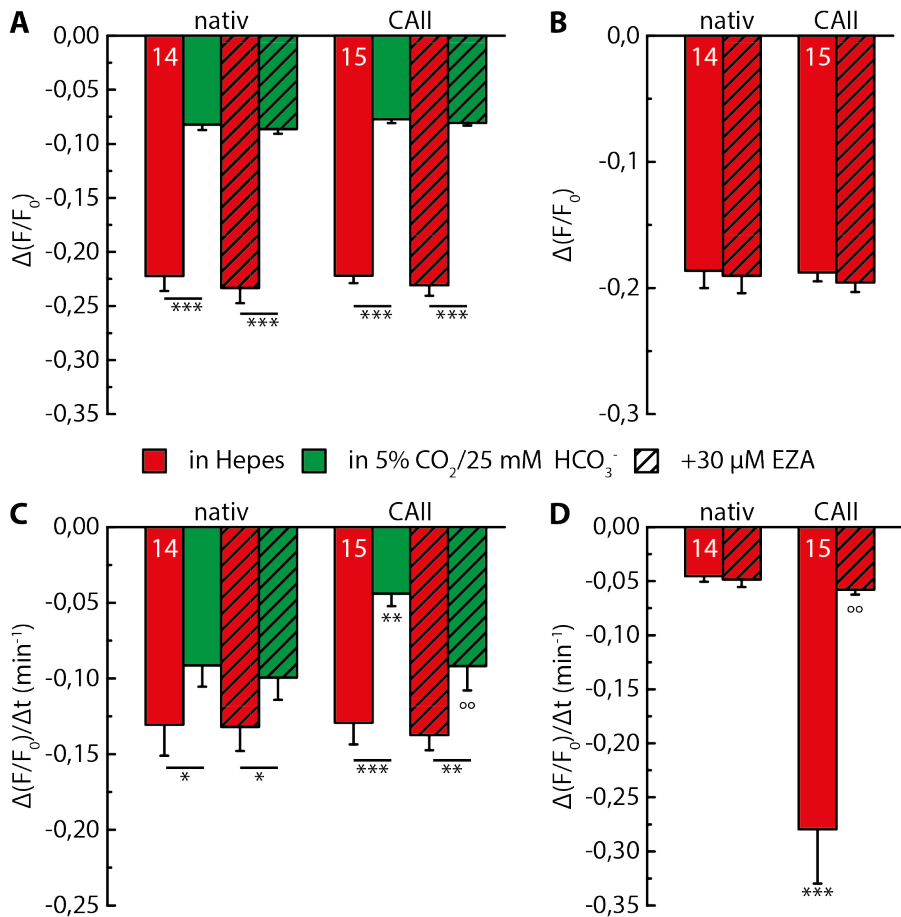 A
nativ
CAII
0,00
-0,05
-0,10
-0,15
-0,20
-0,25
-0,30
-0,35
Δ(F/F₀)
14
15
***
***
***
***
B
nativ
CAII
0,0
-0,1
-0,2
-0,3
Δ(F/F₀)
14
15
in Hepes
in 5% CO₂/25 mM HCO₃⁻
+30 µM EZA
C
nativ
CAII
0,00
-0,05
-0,10
-0,15
-0,20
-0,25
Δ(F/F₀)/Δt (min⁻¹)
14
15
**
°°
*
*
***
**
D
nativ
CAII
0,00
-0,05
-0,10
-0,15
-0,20
-0,25
-0,30
-0,35
Δ(F/F₀)/Δt (min⁻¹)
14
15
°°
***